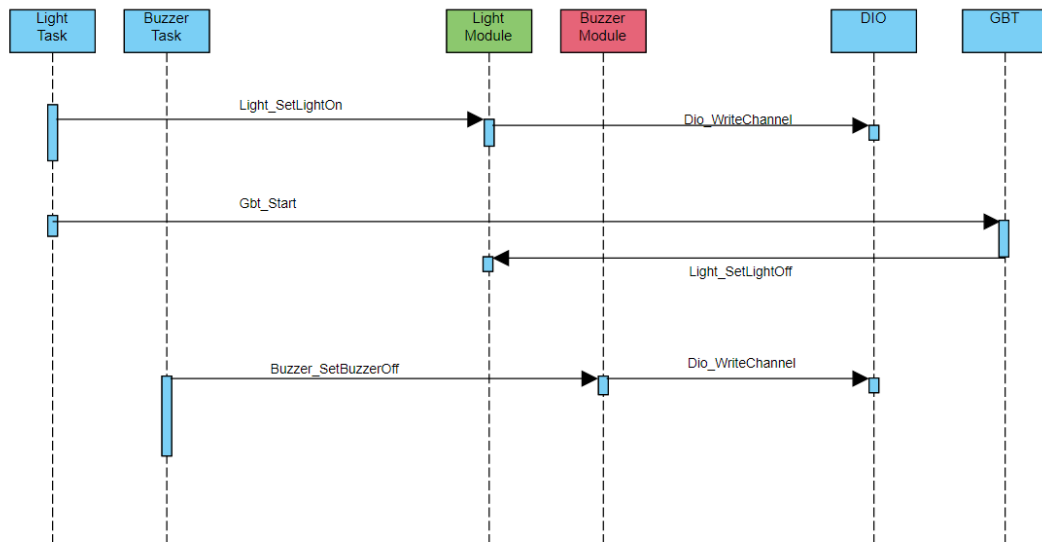 Light
Task
Buzzer
Task
Light
Module
Buzzer
Module
DIO
GBT
Light_SetLightOn
Dio_WriteChannel
Gbt_Start
Light_SetLightOff
Buzzer_SetBuzzerOff
Dio_WriteChannel